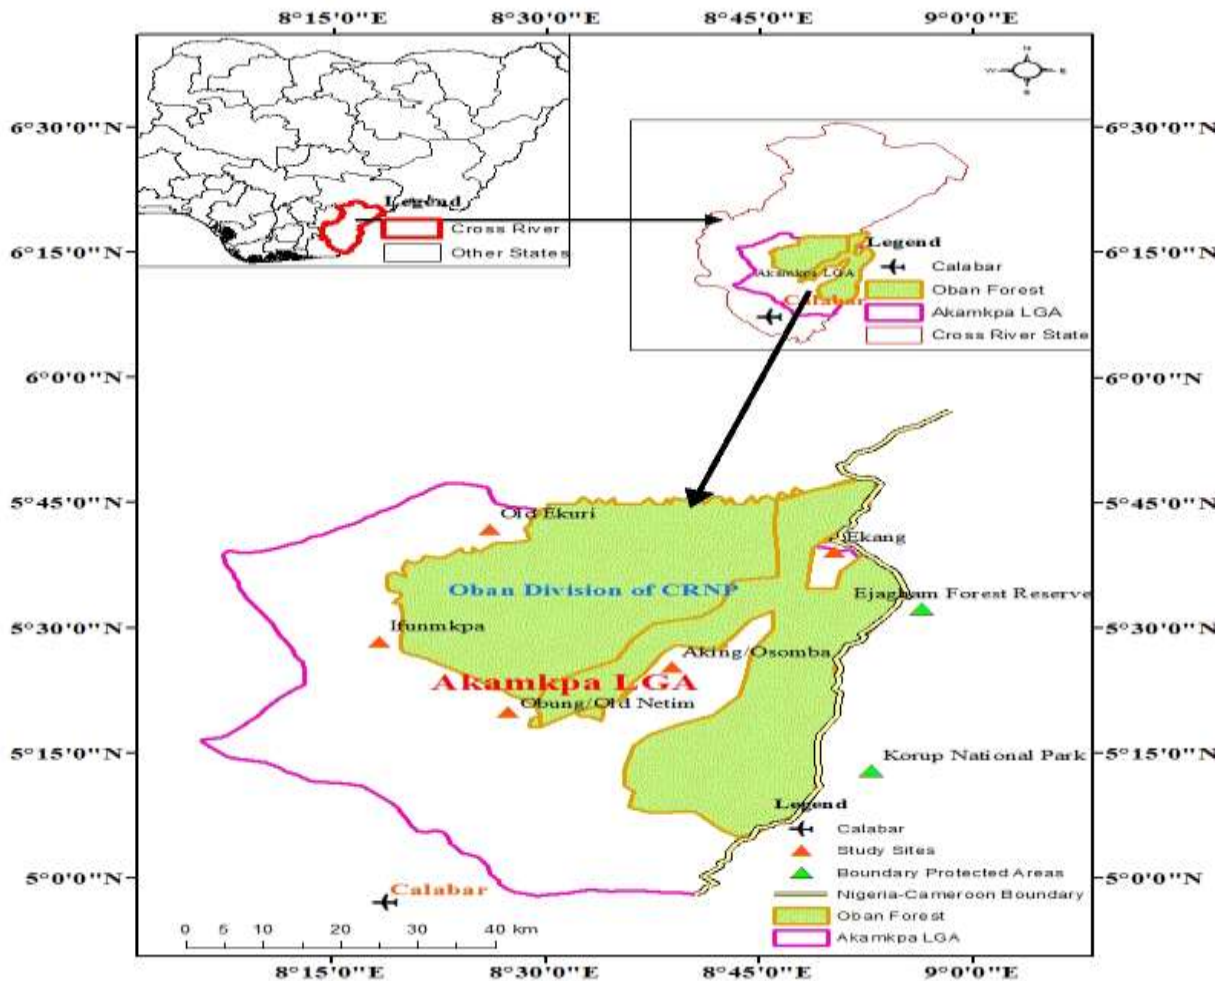 8°15'0"E 8°30'0"E 8°45'0"E 9°0'0"E
N
W E
S
6°30'0"N 6°30'0"N
Legend
Cross River
Other States
6°15'0"N 6°15'0"N
Legend
Calabar
Akamkpa LGA
Oban Forest
Calabar
Akamkpa LGA
Cross River State
6°0'0"N 6°0'0"N
5°45'0"N 5°45'0"N
Old Ekuri
Ekang
Oban Division of CRNP
Ejagham Forest Reserve
5°30'0"N 5°30'0"N
Ifunmkpa
Aking/Osomba
Akamkpa LGA
Obung/Old Netim
5°15'0"N 5°15'0"N
Korup National Park
Legend
Calabar
Study Sites
Boundary Protected Areas
5°0'0"N 5°0'0"N
Nigeria-Cameroon Boundary
Calabar
Oban Forest
Akamkpa LGA
0 5 10 20 30 40 km
8°15'0"E 8°30'0"E 8°45'0"E 9°0'0"E